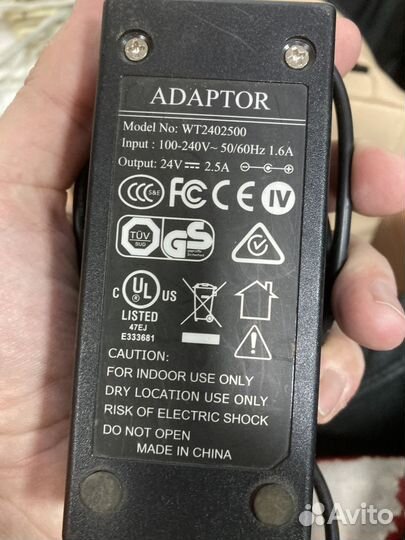 ADAPTOR
Model No: WT2402500
Input : 100-240V~ 50/60Hz 1.6A
Output: 24V⎓ 2.5A
CCC S&E FC CE IV
TÜV SUD GS
C UL US
LISTED
47EJ
E333681
CAUTION:
FOR INDOOR USE ONLY
DRY LOCATION USE ONLY
RISK OF ELECTRIC SHOCK
DO NOT OPEN
MADE IN CHINA
Avito